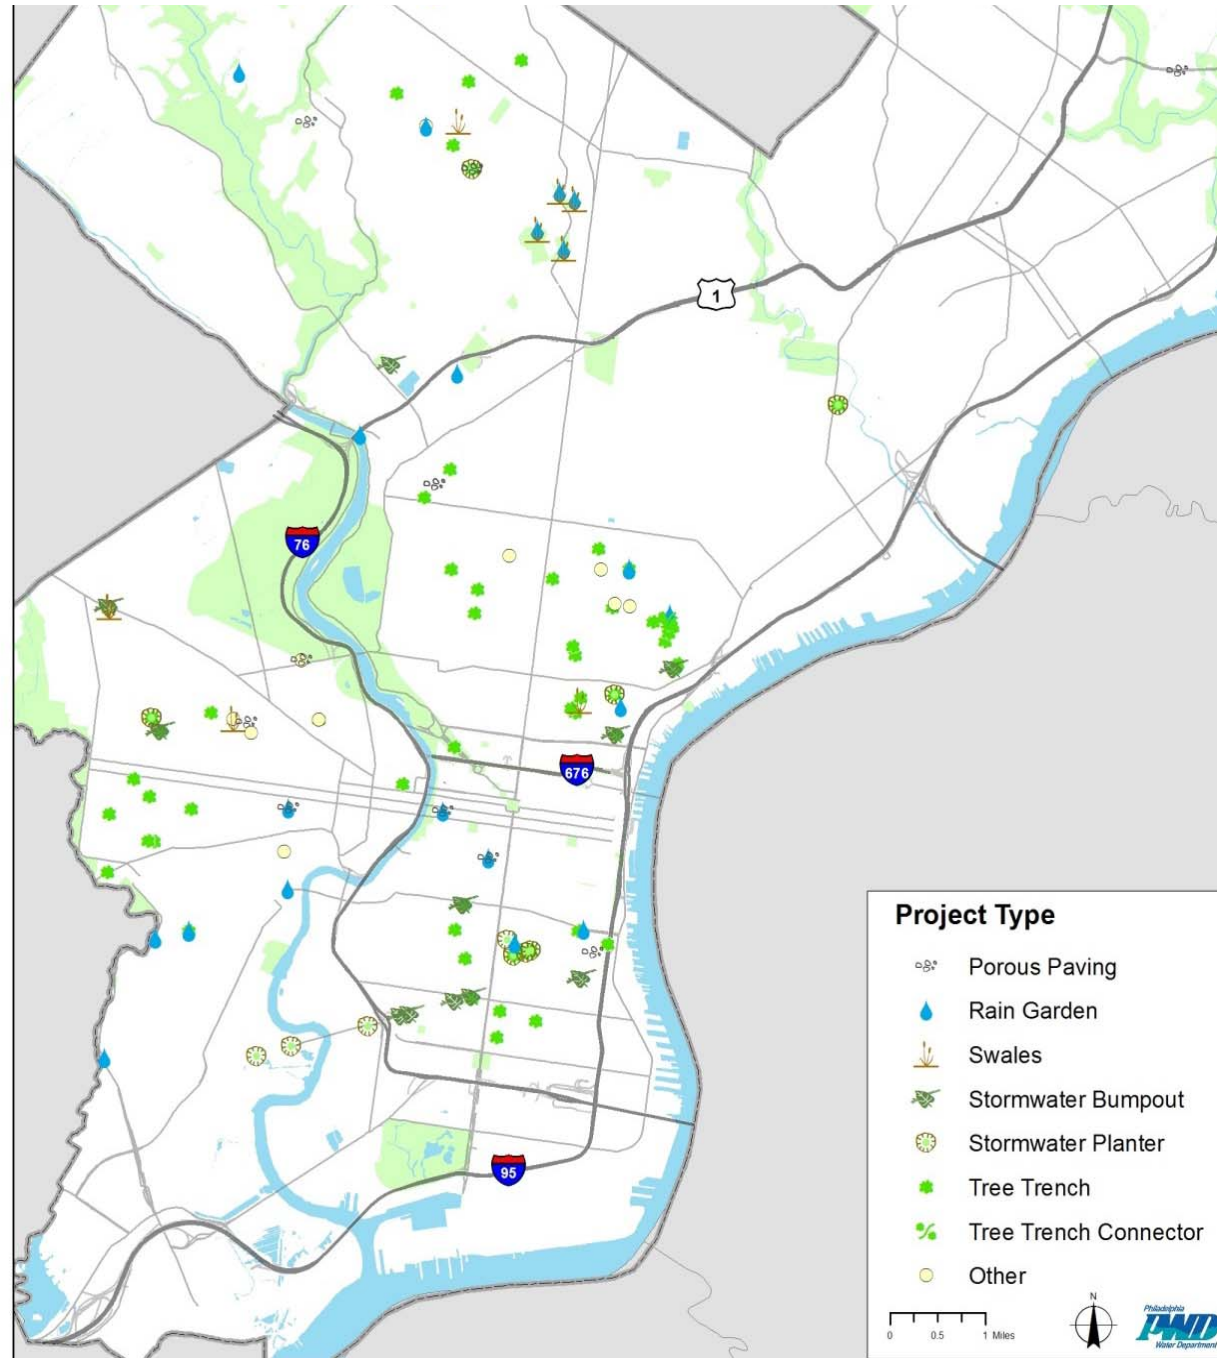 1
76
676
95
Project Type
Porous Paving
Rain Garden
Swales
Stormwater Bumpout
Stormwater Planter
Tree Trench
Tree Trench Connector
Other
0 0.5 1 Miles
N
Philadelphia
PWD
Water Department